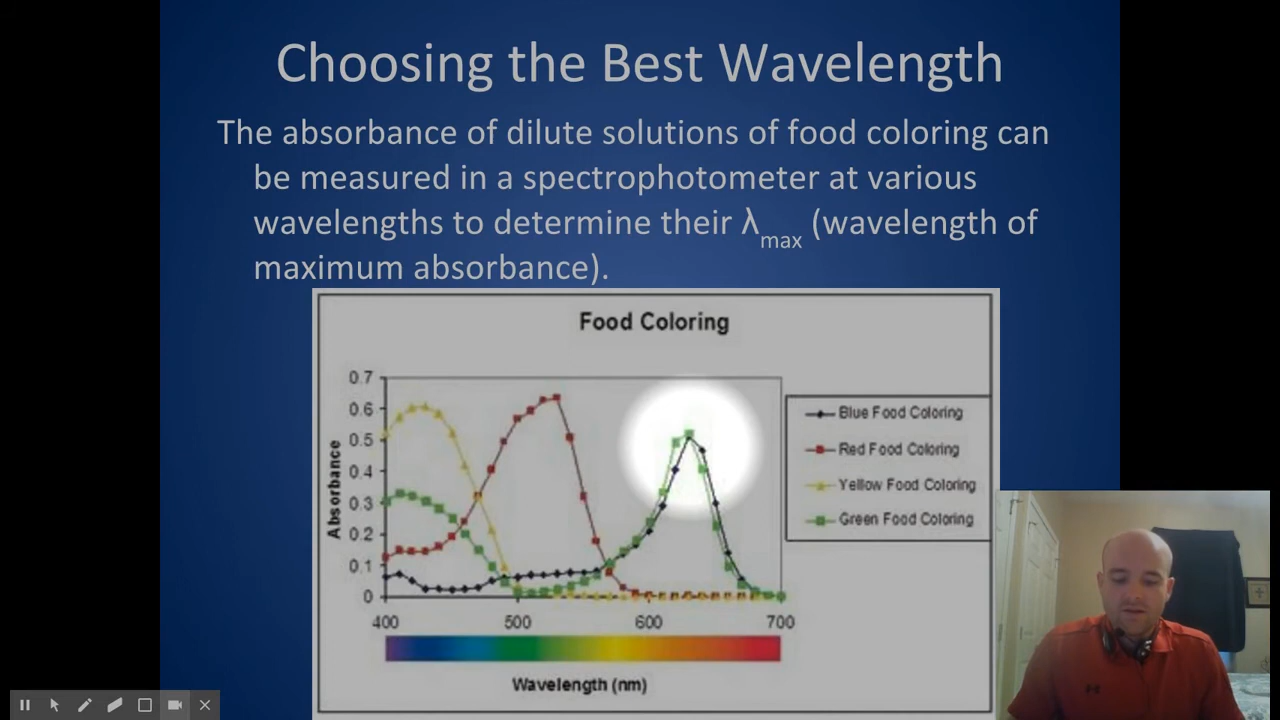 Choosing the Best Wavelength
The absorbance of dilute solutions of food coloring can
be measured in a spectrophotometer at various
wavelengths to determine their λmax (wavelength of
maximum absorbance).
Food Coloring
0.7
0.6
0.5
0.4
0.3
0.2
0.1
0
Absorbance
400 500 600 700
Wavelength (nm)
Blue Food Coloring
Red Food Coloring
Yellow Food Coloring
Green Food Coloring